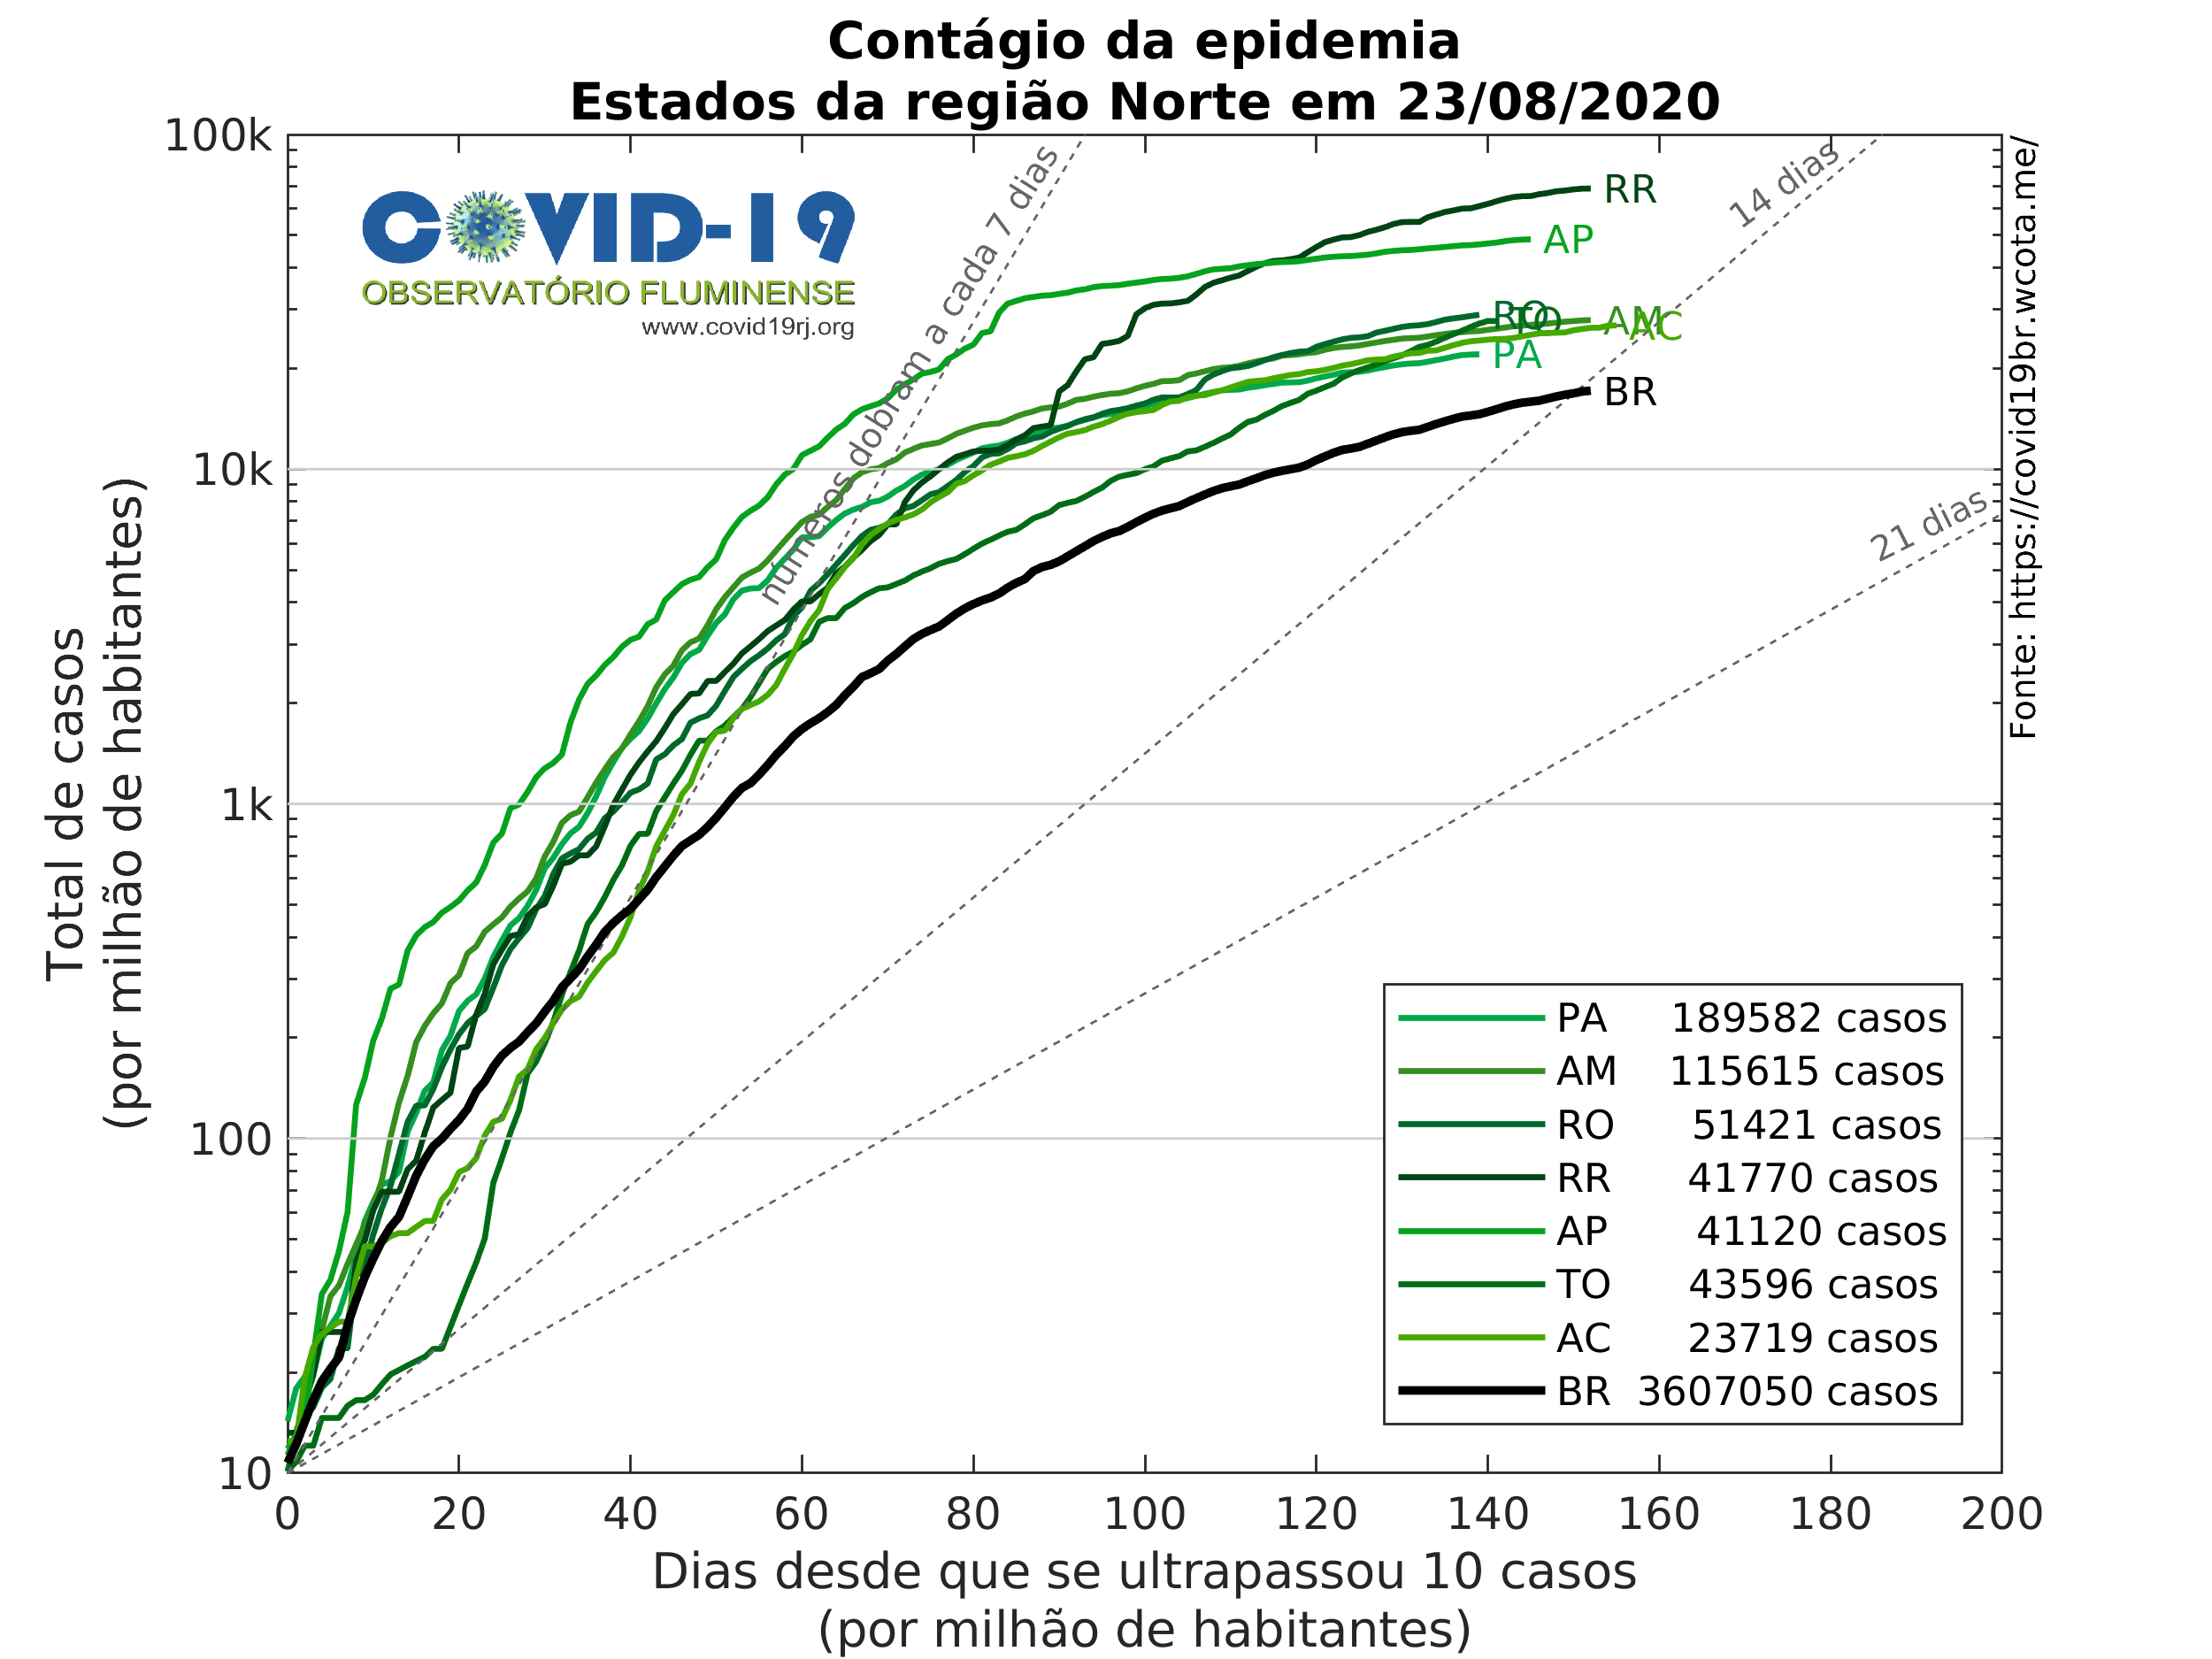 Contágio da epidemia
Estados da região Norte em 23/08/2020
100k
10k
1k
100
10
Total de casos
(por milhão de habitantes)
COVID-19
OBSERVATÓRIO FLUMINENSE
www.covid19rj.org
números dobram a cada 7 dias
14 dias
21 dias
RR
AP
RO
TO
AM
AC
PA
BR
Fonte: https://covid19br.wcota.me/
PA 189582 casos
AM 115615 casos
RO 51421 casos
RR 41770 casos
AP 41120 casos
TO 43596 casos
AC 23719 casos
BR 3607050 casos
0 20 40 60 80 100 120 140 160 180 200
Dias desde que se ultrapassou 10 casos
(por milhão de habitantes)